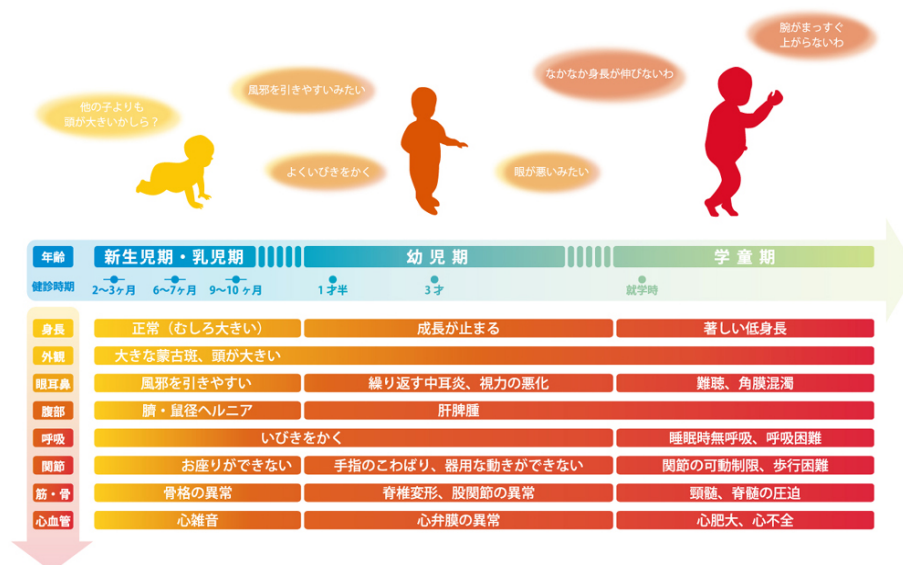 腕がまっすぐ
上がらないわ
なかなか身長が伸びないわ
風邪を引きやすいみたい
他の子よりも
頭が大きいかしら？
よくいびきをかく
眼が悪いみたい
年齢 新生児期・乳児期 幼児期 学童期
健診時期 2〜3ヶ月 6〜7ヶ月 9〜10ヶ月 1才半 3才 就学時
身長 正常（むしろ大きい） 成長が止まる 著しい低身長
外観 大きな蒙古斑、頭が大きい
眼耳鼻 風邪を引きやすい 繰り返す中耳炎、視力の悪化 難聴、角膜混濁
腹部 臍・鼠径ヘルニア 肝脾腫
呼吸 いびきをかく 睡眠時無呼吸、呼吸困難
関節 お座りができない 手指のこわばり、器用な動きができない 関節の可動制限、歩行困難
筋・骨 骨格の異常 脊椎変形、股関節の異常 頸髄、脊髄の圧迫
心血管 心雑音 心弁膜の異常 心肥大、心不全